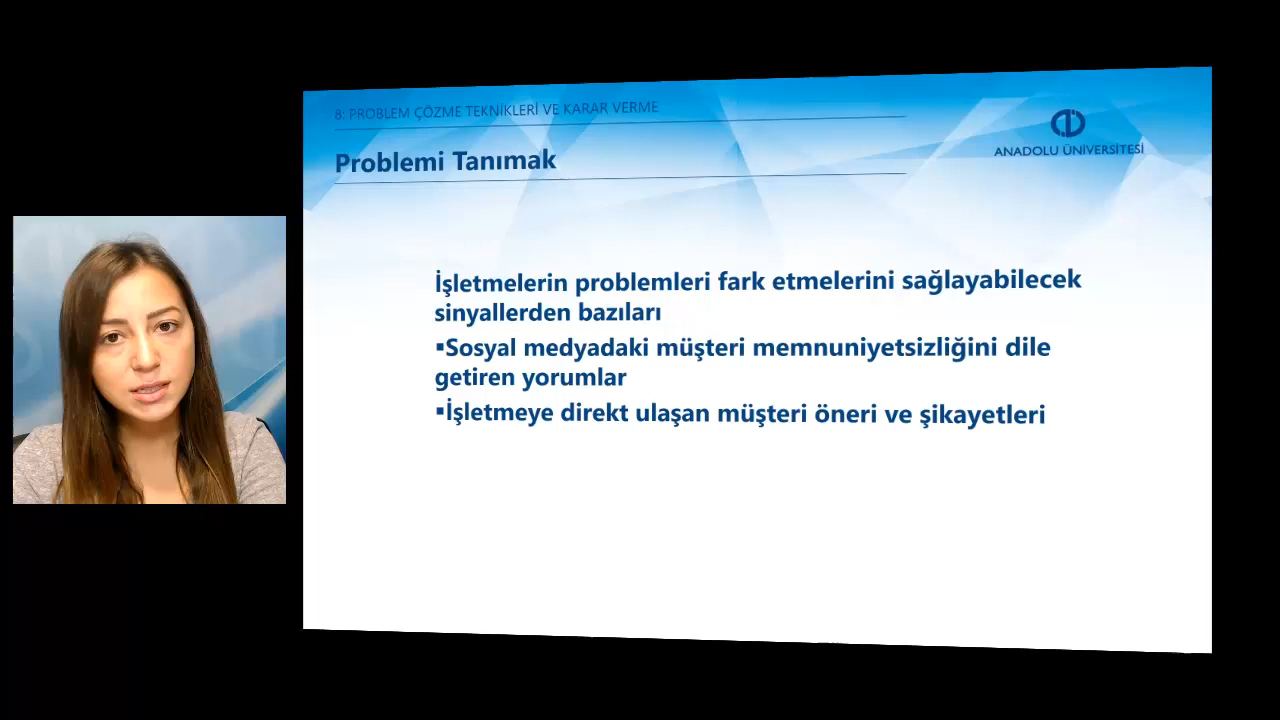 8: PROBLEM ÇÖZME TEKNİKLERİ VE KARAR VERME
Problemi Tanımak
ANADOLU ÜNİVERSİTESİ
İşletmelerin problemleri fark etmelerini sağlayabilecek
sinyallerden bazıları
▪Sosyal medyadaki müşteri memnuniyetsizliğini dile
getiren yorumlar
▪İşletmeye direkt ulaşan müşteri öneri ve şikayetleri